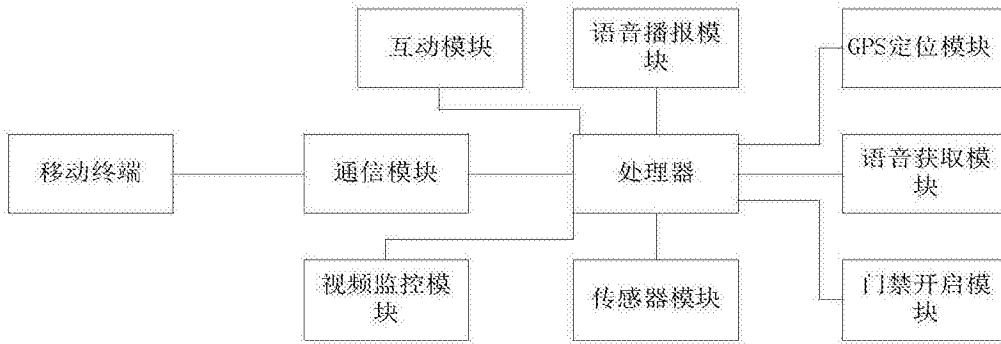 互动模块
语音播报模
块
GPS定位模块
移动终端
通信模块
处理器
语音获取模
块
视频监控模
块
传感器模块
门禁开启模
块